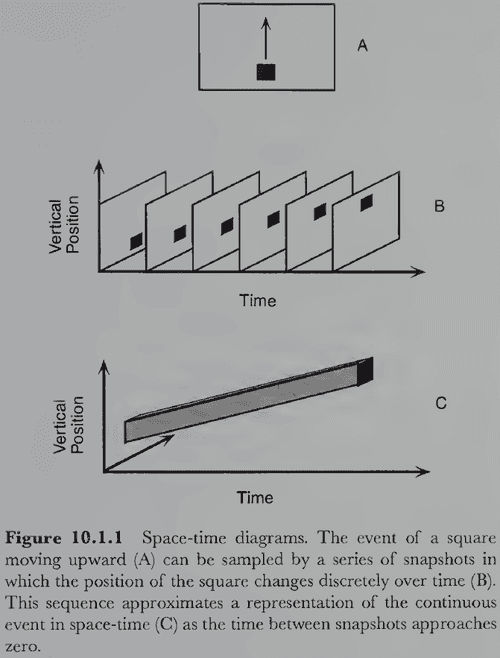 A
B
Vertical
Position
Time
C
Vertical
Position
Time
Figure 10.1.1 Space-time diagrams. The event of a square
moving upward (A) can be sampled by a series of snapshots in
which the position of the square changes discretely over time (B).
This sequence approximates a representation of the continuous
event in space-time (C) as the time between snapshots approaches
zero.